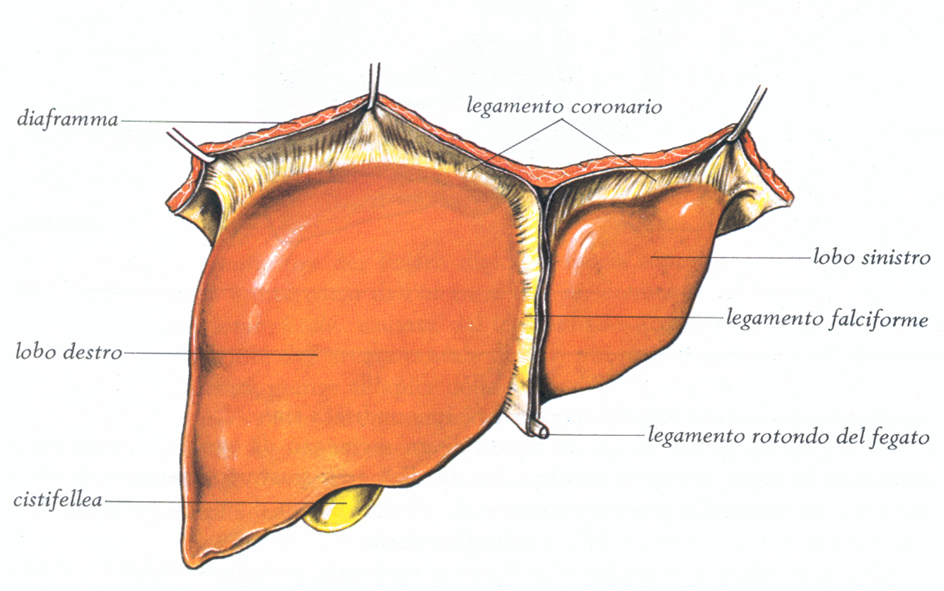 legamento coronario
diaframma
lobo sinistro
legamento falciforme
lobo destro
legamento rotondo del fegato
cistifellea